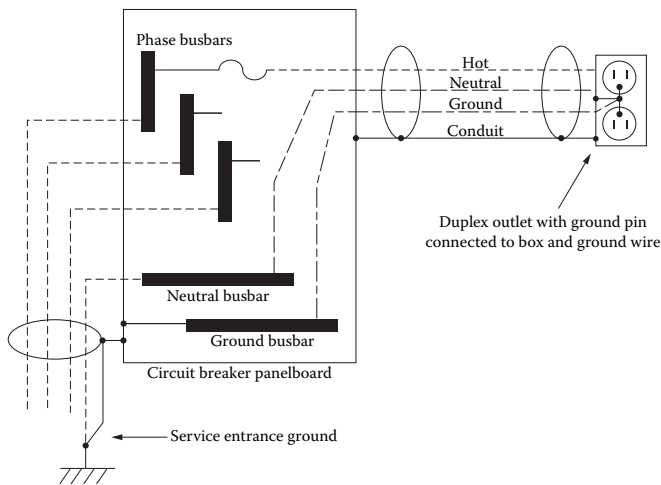 Phase busbars
Hot
Neutral
Ground
Conduit
Duplex outlet with ground pin
connected to box and ground wire
Neutral busbar
Ground busbar
Circuit breaker panelboard
Service entrance ground